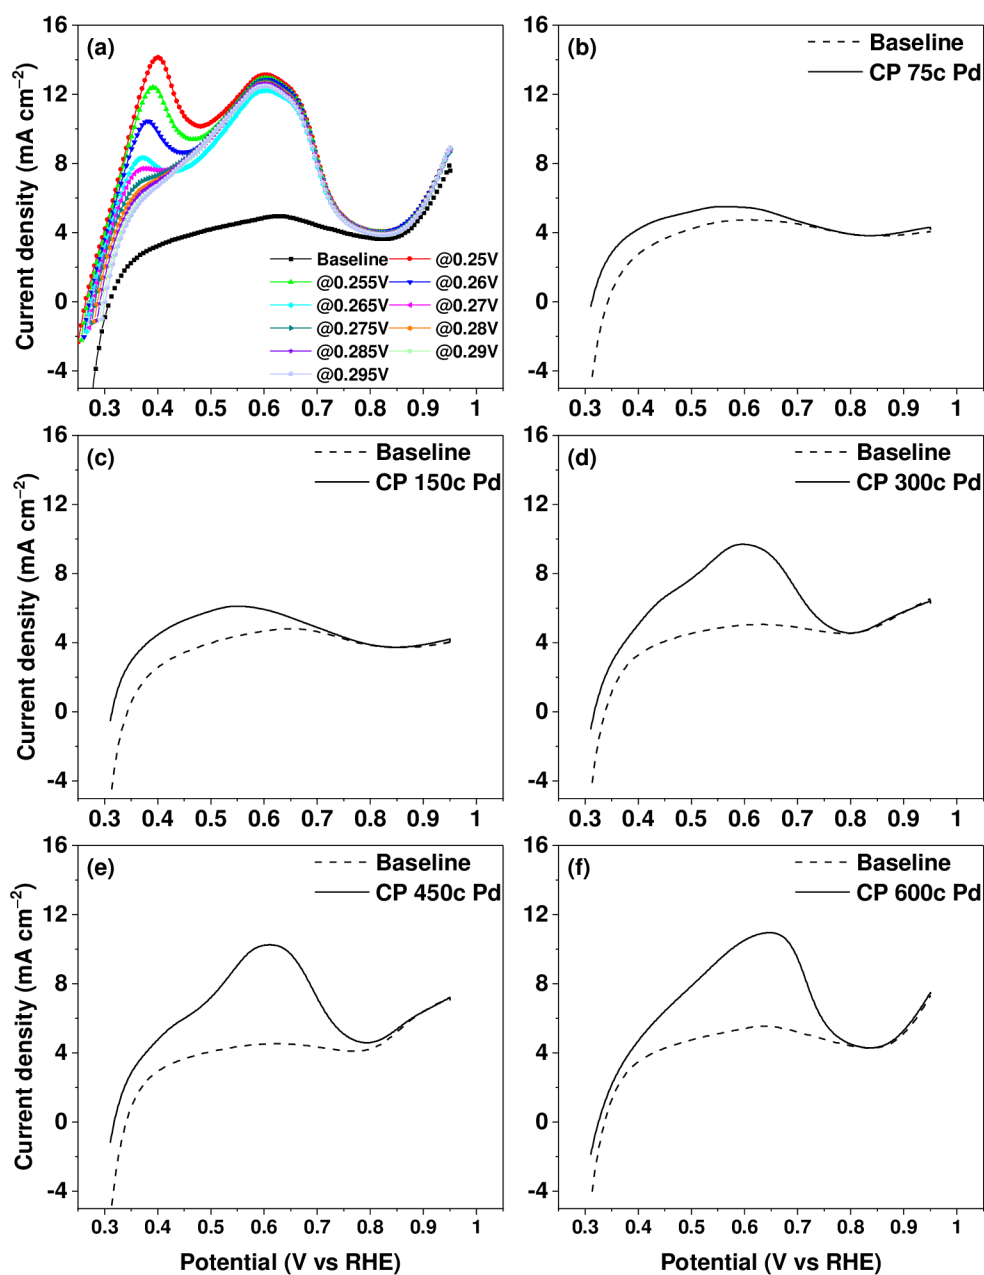 (a)
16
12
8
4
0
-4
Current density (mA cm⁻²)
Baseline @0.25V
@0.255V @0.26V
@0.265V @0.27V
@0.275V @0.28V
@0.285V @0.29V
@0.295V
0.3 0.4 0.5 0.6 0.7 0.8 0.9 1
(b)
Baseline
CP 75c Pd
16
12
8
4
0
-4
0.3 0.4 0.5 0.6 0.7 0.8 0.9 1
(c)
Baseline
CP 150c Pd
16
12
8
4
0
-4
Current density (mA cm⁻²)
0.3 0.4 0.5 0.6 0.7 0.8 0.9 1
(d)
Baseline
CP 300c Pd
16
12
8
4
0
-4
0.3 0.4 0.5 0.6 0.7 0.8 0.9 1
(e)
Baseline
CP 450c Pd
16
12
8
4
0
-4
Current density (mA cm⁻²)
0.3 0.4 0.5 0.6 0.7 0.8 0.9 1
Potential (V vs RHE)
(f)
Baseline
CP 600c Pd
16
12
8
4
0
-4
0.3 0.4 0.5 0.6 0.7 0.8 0.9 1
Potential (V vs RHE)